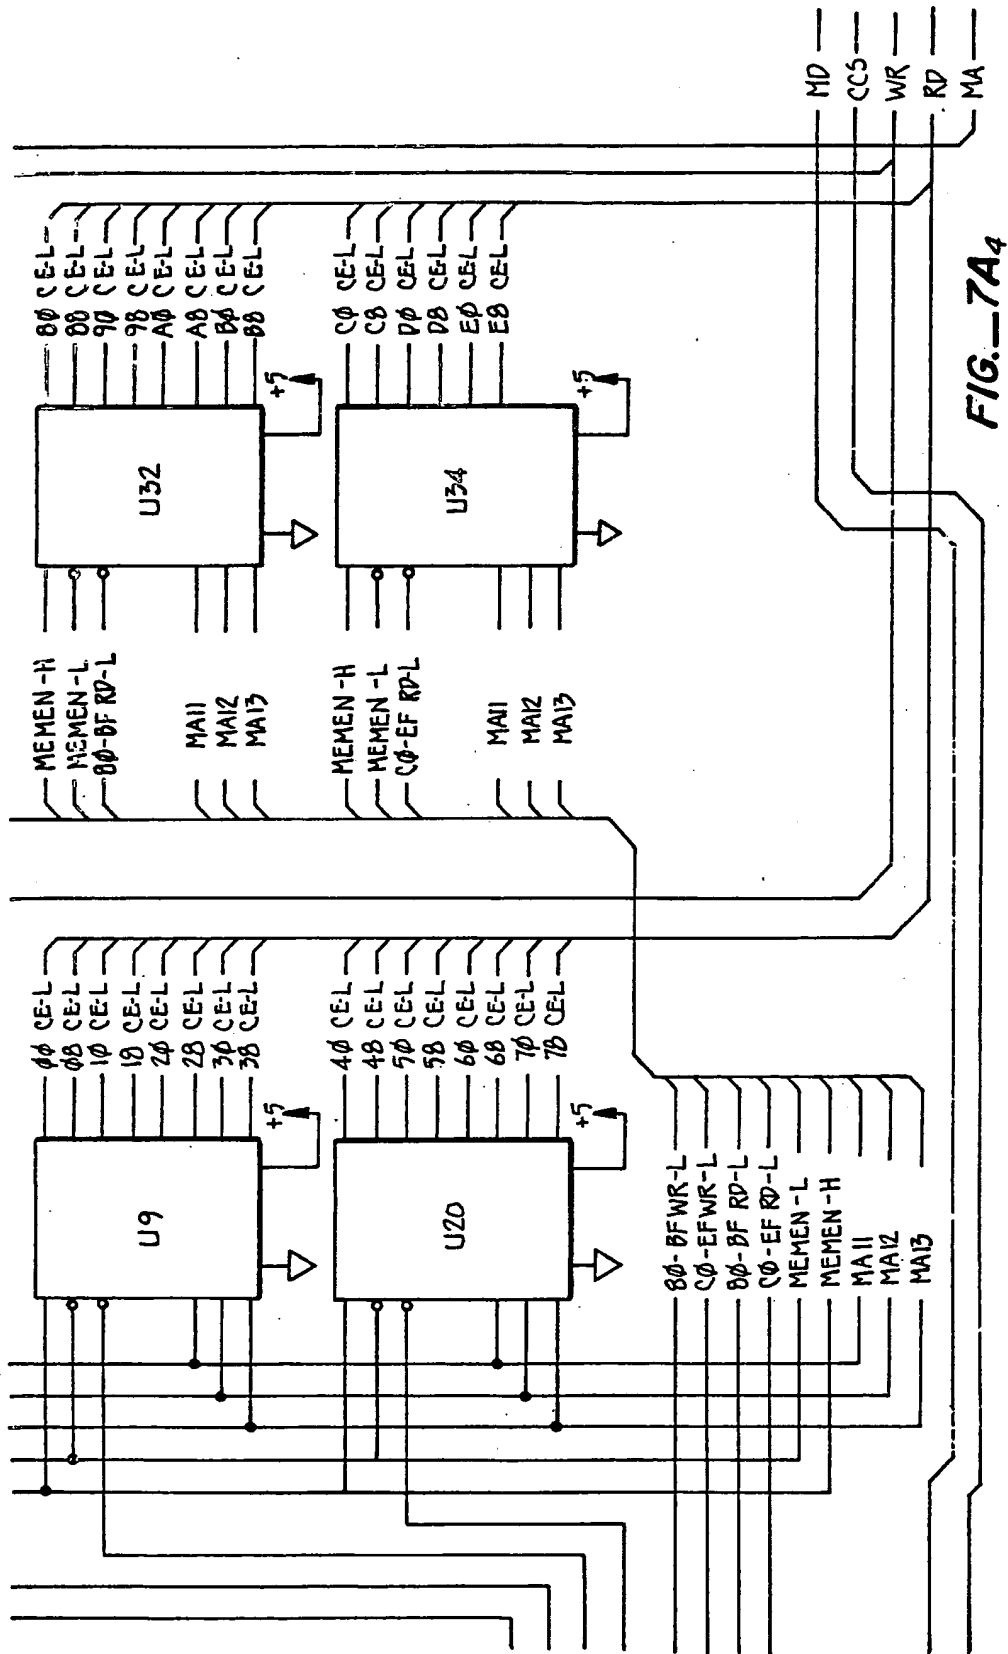 80 CE-L
88 CE-L
90 CE-L
98 CE-L
A0 CE-L
A8 CE-L
B0 CE-L
B8 CE-L
+5
U32
MEMEN-H
MEMEN-L
80-BF RD-L
MA11
MA12
MA13
C0 CE-L
C8 CE-L
D0 CE-L
D8 CE-L
E0 CE-L
E8 CE-L
+5
U34
MEMEN-H
MEMEN-L
C0-EF RD-L
MA11
MA12
MA13
00 CE-L
08 CE-L
10 CE-L
18 CE-L
20 CE-L
28 CE-L
30 CE-L
38 CE-L
+5
U9
40 CE-L
48 CE-L
50 CE-L
58 CE-L
60 CE-L
68 CE-L
70 CE-L
78 CE-L
+5
U20
80-BFWR-L
C0-EFWR-L
80-BF RD-L
C0-EF RD-L
MEMEN-L
MEMEN-H
MA11
MA12
MA13
MD
CCS
WR
RD
MA
FIG._7A4